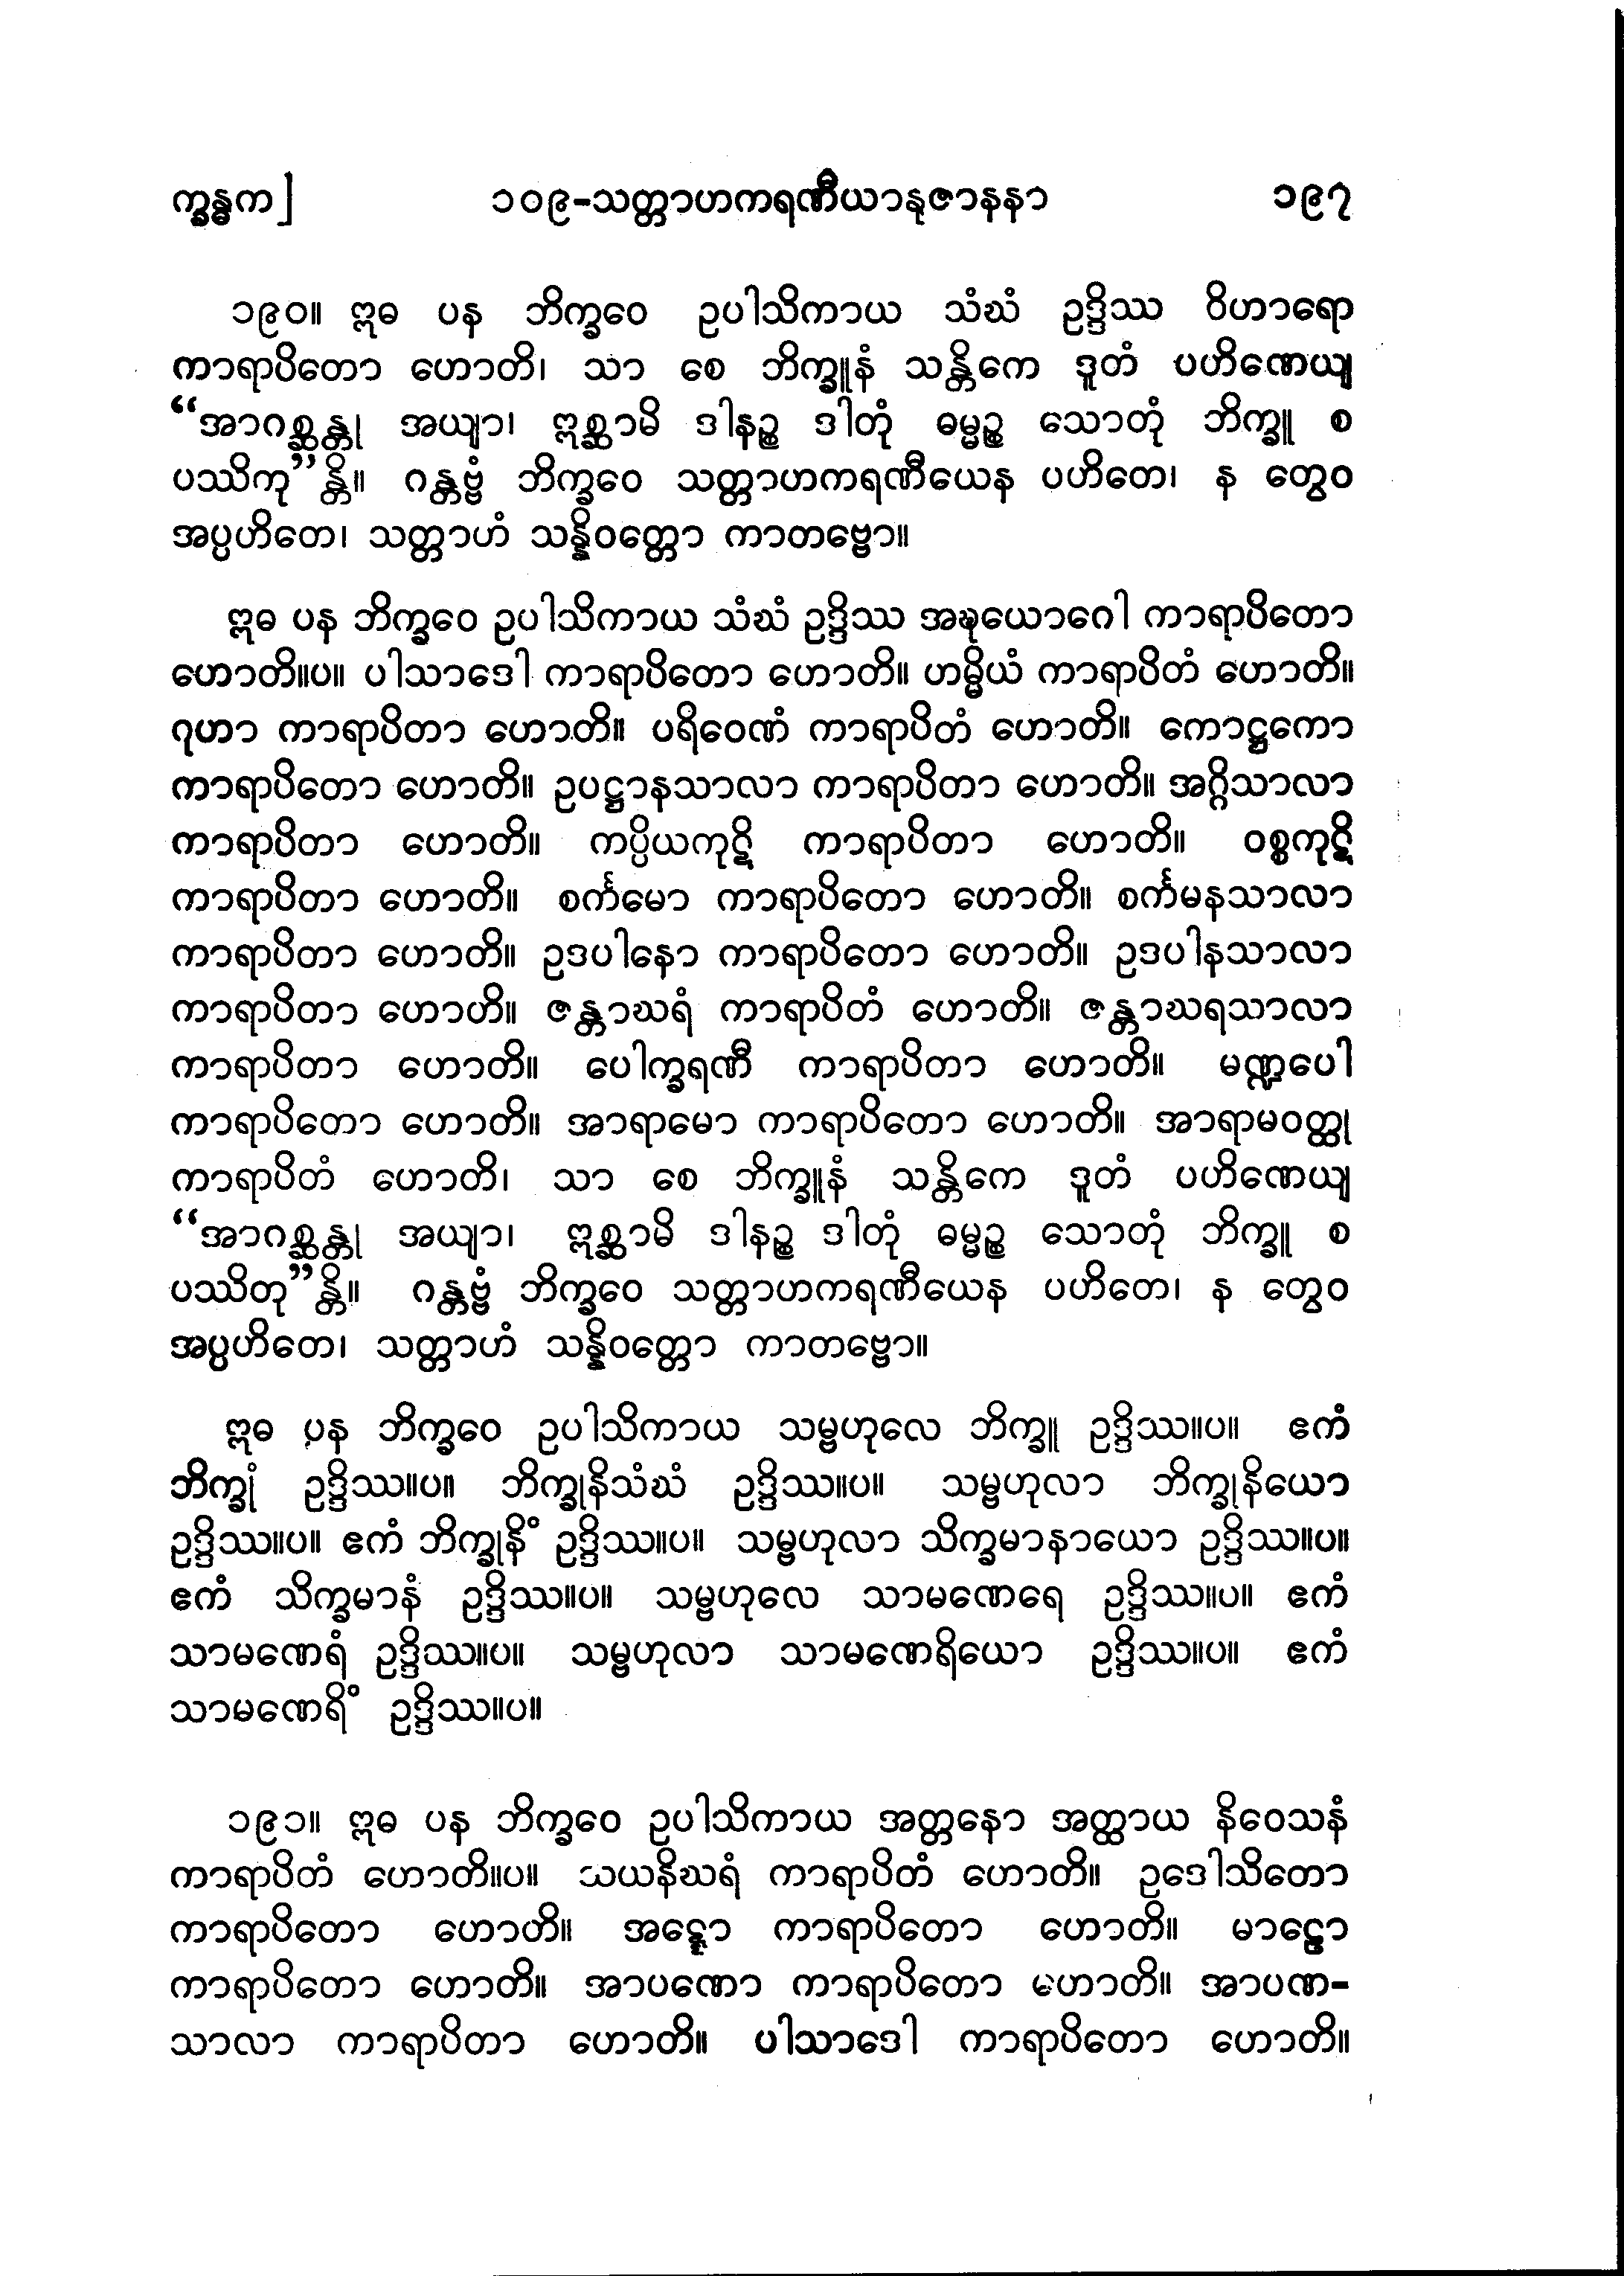 က္ခန္ဓက] ၁၀၉-သတ္တာဟကရဏီယာနုဇာနနာ ၁၉၇
၁၉၀။ ဣဓ ပန ဘိက္ခဝေ ဥပါသိကာယ သံဃံ ဥဒ္ဒိဿ ဝိဟာရော
ကာရာပိတော ဟောတိ၊ သာ စေ ဘိက္ခူနံ သန္တိကေ ဒူတံ ပဟိဏေယျ
“အာဂစ္ဆန္တု အယျာ၊ ဣစ္ဆာမိ ဒါနဉ္စ ဒါတုံ ဓမ္မဉ္စ သောတုံ ဘိက္ခူ စ
ပဿိကု”န္တိ။ ဂန္တဗ္ဗံ ဘိက္ခဝေ သတ္တာဟကရဏီယေန ပဟိတေ၊ န တွေဝ
အပ္ပဟိတေ၊ သတ္တာဟံ သန္နိဝတ္တော ကာတဗ္ဗော။
ဣဓ ပန ဘိက္ခဝေ ဥပါသိကာယ သံဃံ ဥဒ္ဒိဿ အဍ္ဎယောဂေါ ကာရာပိတော
ဟောတိ။ပ။ ပါသာဒေါ ကာရာပိတော ဟောတိ။ ဟမ္မိယံ ကာရာပိတံ ဟောတိ။
ဂုဟာ ကာရာပိတာ ဟောတိ။ ပရိဝေဏံ ကာရာပိတံ ဟောတိ။ ကောဋ္ဌကော
ကာရာပိတော ဟောတိ။ ဥပဋ္ဌာနသာလာ ကာရာပိတာ ဟောတိ။ အဂ္ဂိသာလာ
ကာရာပိတာ ဟောတိ။ ကပ္ပိယကုဋိ ကာရာပိတာ ဟောတိ။ ဝစ္စကုဋိ
ကာရာပိတာ ဟောတိ။ စင်္ကမော ကာရာပိတော ဟောတိ။ စင်္ကမနသာလာ
ကာရာပိတာ ဟောတိ။ ဥဒပါနော ကာရာပိတော ဟောတိ။ ဥဒပါနသာလာ
ကာရာပိတာ ဟောတိ။ ဇန္တာဃရံ ကာရာပိတံ ဟောတိ။ ဇန္တာဃရသာလာ
ကာရာပိတာ ဟောတိ။ ပေါက္ခရဏီ ကာရာပိတာ ဟောတိ။ မဏ္ဍပေါ
ကာရာပိတော ဟောတိ။ အာရာမော ကာရာပိတော ဟောတိ။ အာရာမဝတ္ထု
ကာရာပိတံ ဟောတိ၊ သာ စေ ဘိက္ခူနံ သန္တိကေ ဒူတံ ပဟိဏေယျ
“အာဂစ္ဆန္တု အယျာ၊ ဣစ္ဆာမိ ဒါနဉ္စ ဒါတုံ ဓမ္မဉ္စ သောတုံ ဘိက္ခူ စ
ပဿိတု”န္တိ။ ဂန္တဗ္ဗံ ဘိက္ခဝေ သတ္တာဟကရဏီယေန ပဟိတေ၊ န တွေဝ
အပ္ပဟိတေ၊ သတ္တာဟံ သန္နိဝတ္တော ကာတဗ္ဗော။
ဣဓ ပန ဘိက္ခဝေ ဥပါသိကာယ သမ္ဗဟုလေ ဘိက္ခူ ဥဒ္ဒိဿ။ပ။ ဧကံ
ဘိက္ခုံ ဥဒ္ဒိဿ။ပ။ ဘိက္ခုနိသံဃံ ဥဒ္ဒိဿ။ပ။ သမ္ဗဟုလာ ဘိက္ခုနိယော
ဥဒ္ဒိဿ။ပ။ ဧကံ ဘိက္ခုနိံ ဥဒ္ဒိဿ။ပ။ သမ္ဗဟုလာ သိက္ခမာနာယော ဥဒ္ဒိဿ။ပ။
ဧကံ သိက္ခမာနံ ဥဒ္ဒိဿ။ပ။ သမ္ဗဟုလေ သာမဏေရေ ဥဒ္ဒိဿ။ပ။ ဧကံ
သာမဏေရံ ဥဒ္ဒိဿ။ပ။ သမ္ဗဟုလာ သာမဏေရိယော ဥဒ္ဒိဿ။ပ။ ဧကံ
သာမဏေရိံ ဥဒ္ဒိဿ။ပ။
၁၉၁။ ဣဓ ပန ဘိက္ခဝေ ဥပါသိကာယ အတ္တနော အတ္ထာယ နိဝေသနံ
ကာရာပိတံ ဟောတိ။ပ။ သယနိဃရံ ကာရာပိတံ ဟောတိ။ ဥဒေါသိတော
ကာရာပိတော ဟောတိ။ အဋ္ဋော ကာရာပိတော ဟောတိ။ မာဠော
ကာရာပိတော ဟောတိ။ အာပဏော ကာရာပိတော ဟောတိ။ အာပဏ-
သာလာ ကာရာပိတာ ဟောတိ။ ပါသာဒေါ ကာရာပိတော ဟောတိ။